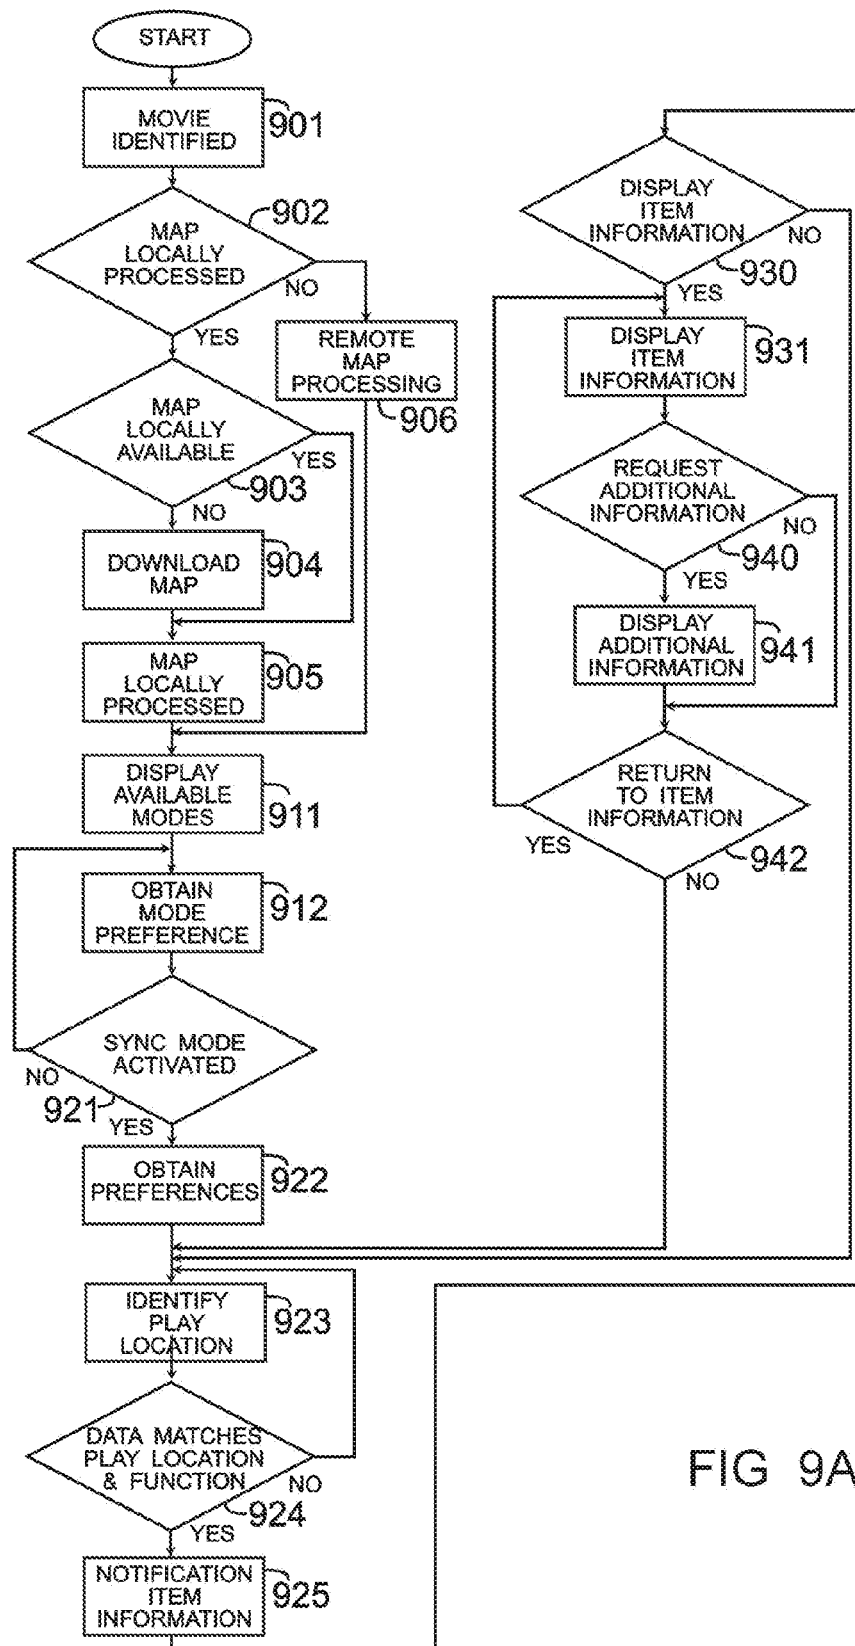 START
MOVIE
IDENTIFIED
901
MAP
LOCALLY
PROCESSED
902
NO
YES
REMOTE
MAP
PROCESSING
906
MAP
LOCALLY
AVAILABLE
YES
903
NO
DOWNLOAD
MAP
904
MAP
LOCALLY
PROCESSED
905
DISPLAY
AVAILABLE
MODES
911
OBTAIN
MODE
PREFERENCE
912
SYNC MODE
ACTIVATED
NO
921
YES
OBTAIN
PREFERENCES
922
IDENTIFY
PLAY
LOCATION
923
DATA MATCHES
PLAY LOCATION
& FUNCTION
NO
924
YES
NOTIFICATION
ITEM
INFORMATION
925
DISPLAY
ITEM
INFORMATION
NO
930
YES
DISPLAY
ITEM
INFORMATION
931
REQUEST
ADDITIONAL
INFORMATION
NO
940
YES
DISPLAY
ADDITIONAL
INFORMATION
941
RETURN
TO ITEM
INFORMATION
YES
942
NO
FIG 9A